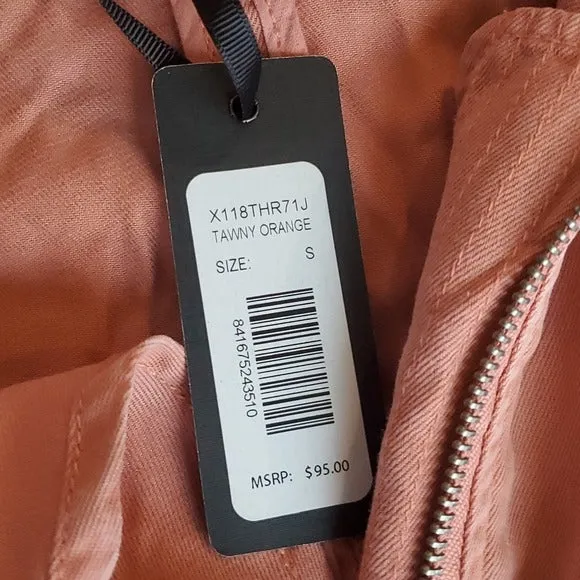 X118THR71J
TAWNY ORANGE
SIZE: S
841675243510
MSRP: $95.00